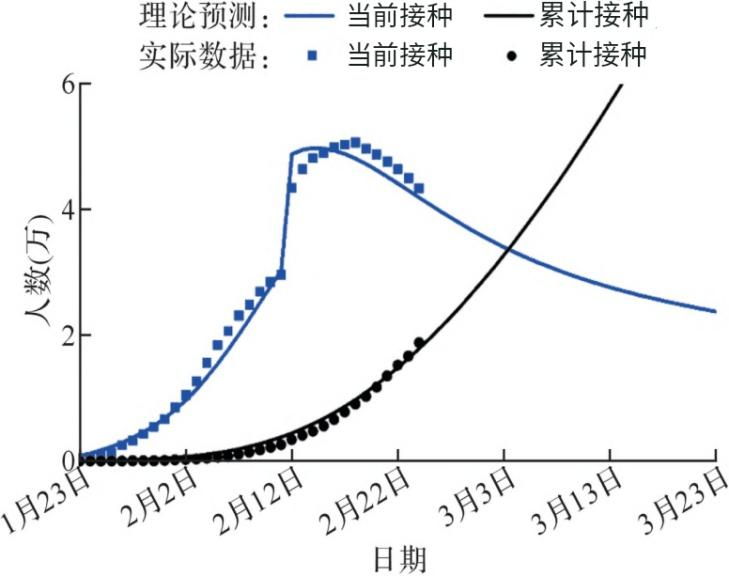 理论预测： 当前接种 累计接种
实际数据： 当前接种 累计接种
6
4
2
0
人数(万)
1月23日 2月2日 2月12日 2月22日 3月3日 3月13日 3月23日
日期